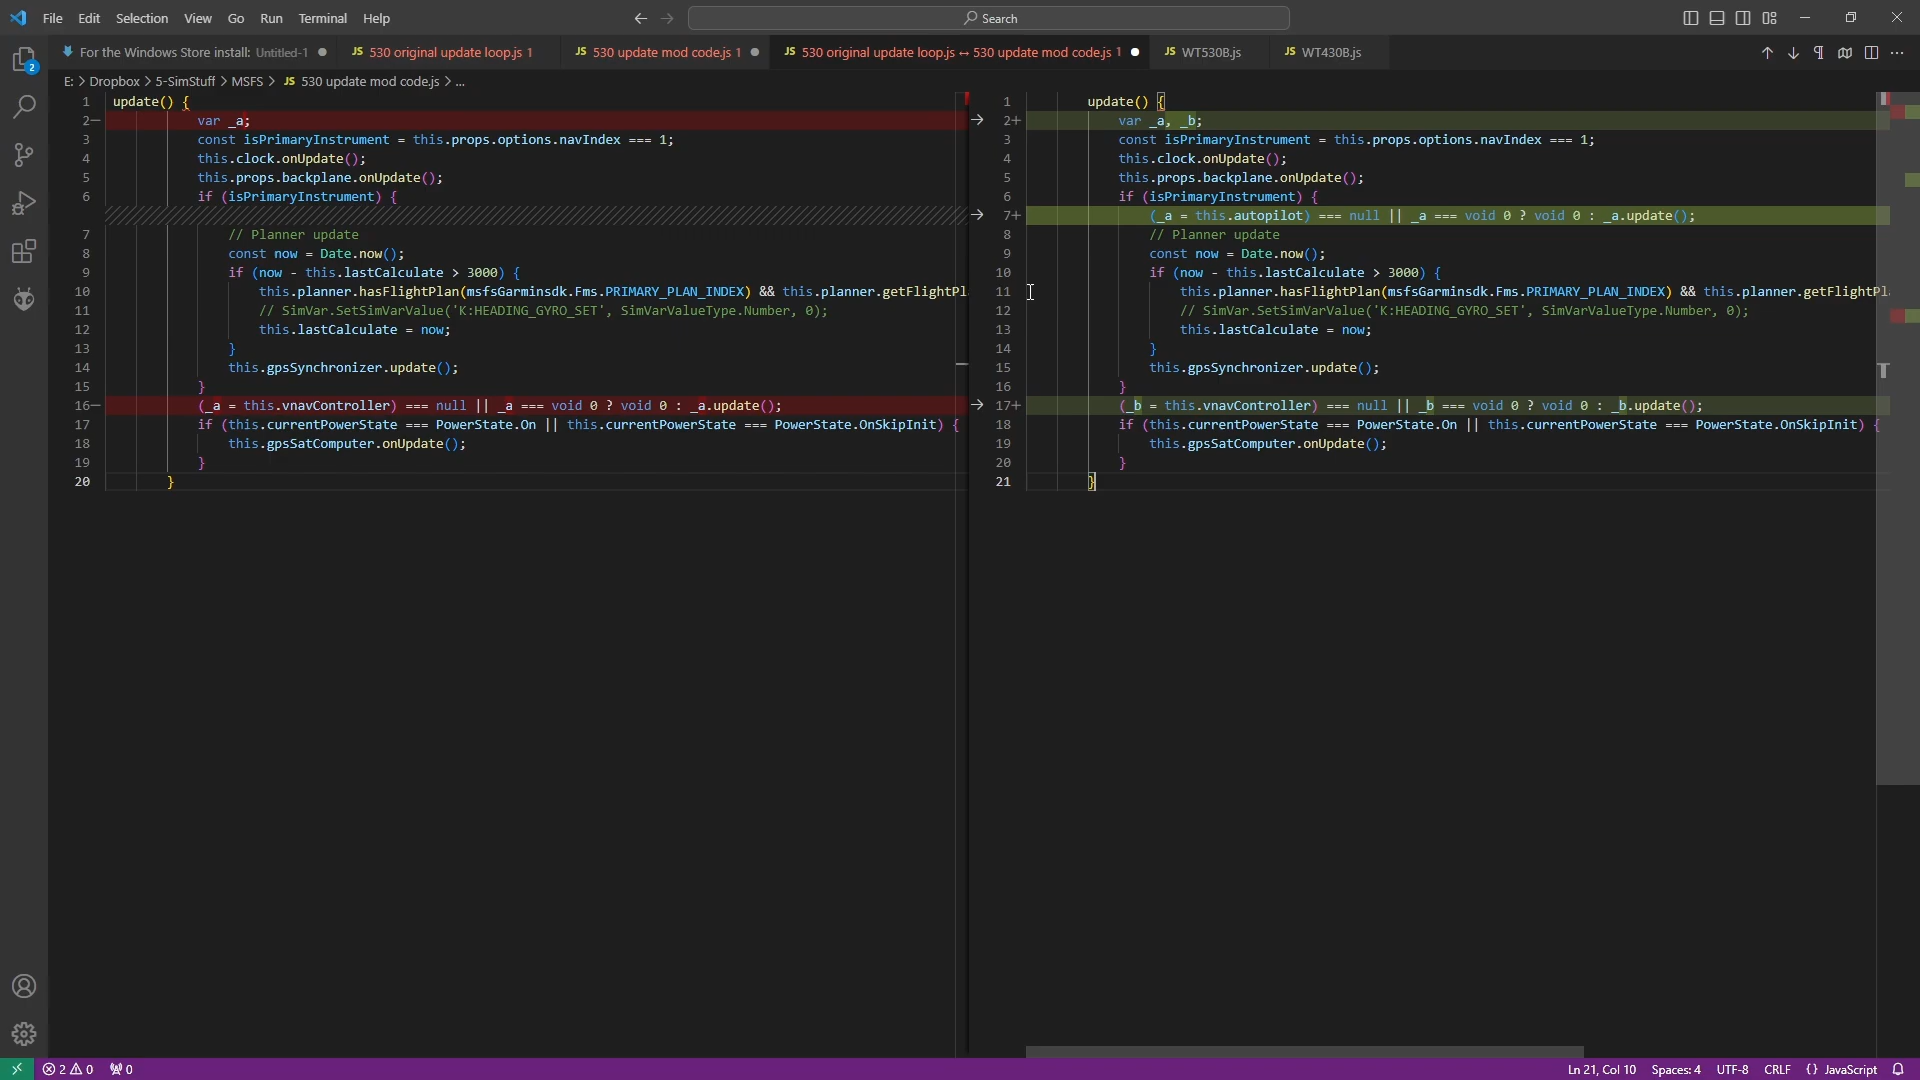 File Edit Selection View Go Run Terminal Help Search
For the Windows Store install: Untitled-1 JS 530 original update loop.js 1 JS 530 update mod code.js 1 JS 530 original update loop.js ↔ 530 update mod code.js 1 JS WT530B.js JS WT430B.js
E: > Dropbox > 5-SimStuff > MSFS > JS 530 update mod code.js > ...
1 update() {
2 var _a;
3 const isPrimaryInstrument = this.props.options.navIndex === 1;
4 this.clock.onUpdate();
5 this.props.backplane.onUpdate();
6 if (isPrimaryInstrument) {
7 // Planner update
8 const now = Date.now();
9 if (now - this.lastCalculate > 3000) {
10 this.planner.hasFlightPlan(msfsGarminsdk.Fms.PRIMARY_PLAN_INDEX) && this.planner.getFlightPl
11 // SimVar.SetSimVarValue('K:HEADING_GYRO_SET', SimVarValueType.Number, 0);
12 this.lastCalculate = now;
13 }
14 this.gpsSynchronizer.update();
15 }
16 (_a = this.vnavController) === null || _a === void 0 ? void 0 : _a.update();
17 if (this.currentPowerState === PowerState.On || this.currentPowerState === PowerState.OnSkipInit) {
18 this.gpsSatComputer.onUpdate();
19 }
20 }
1 update() {
2+ var _a, _b;
3 const isPrimaryInstrument = this.props.options.navIndex === 1;
4 this.clock.onUpdate();
5 this.props.backplane.onUpdate();
6 if (isPrimaryInstrument) {
7+ (_a = this.autopilot) === null || _a === void 0 ? void 0 : _a.update();
8 // Planner update
9 const now = Date.now();
10 if (now - this.lastCalculate > 3000) {
11 this.planner.hasFlightPlan(msfsGarminsdk.Fms.PRIMARY_PLAN_INDEX) && this.planner.getFlightPl
12 // SimVar.SetSimVarValue('K:HEADING_GYRO_SET', SimVarValueType.Number, 0);
13 this.lastCalculate = now;
14 }
15 this.gpsSynchronizer.update();
16 }
17+ (_b = this.vnavController) === null || _b === void 0 ? void 0 : _b.update();
18 if (this.currentPowerState === PowerState.On || this.currentPowerState === PowerState.OnSkipInit) {
19 this.gpsSatComputer.onUpdate();
20 }
21 }
2
2 0 0 Ln 21, Col 10 Spaces: 4 UTF-8 CRLF {} JavaScript